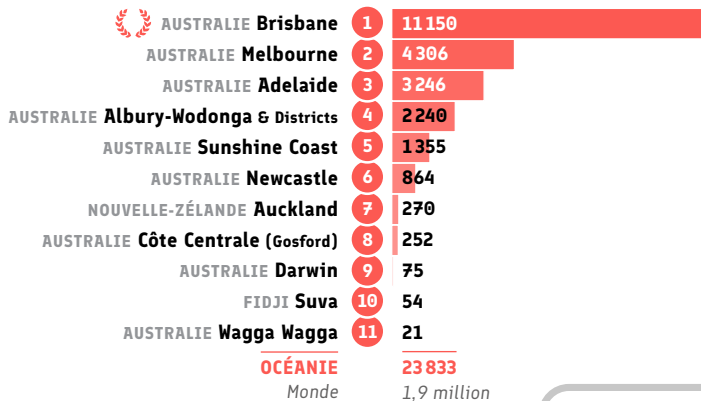 AUSTRALIE Brisbane 1 11 150
AUSTRALIE Melbourne 2 4 306
AUSTRALIE Adelaide 3 3 246
AUSTRALIE Albury-Wodonga & Districts 4 2 240
AUSTRALIE Sunshine Coast 5 1 355
AUSTRALIE Newcastle 6 864
NOUVELLE-ZÉLANDE Auckland 7 270
AUSTRALIE Côte Centrale (Gosford) 8 252
AUSTRALIE Darwin 9 75
FIDJI Suva 10 54
AUSTRALIE Wagga Wagga 11 21
OCÉANIE 23 833
Monde 1,9 million